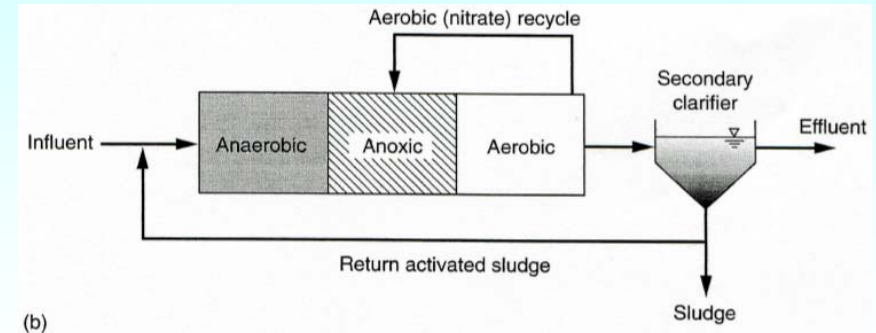 Aerobic (nitrate) recycle
Secondary
clarifier
Influent
Anaerobic
Anoxic
Aerobic
Effluent
Return activated sludge
Sludge
(b)